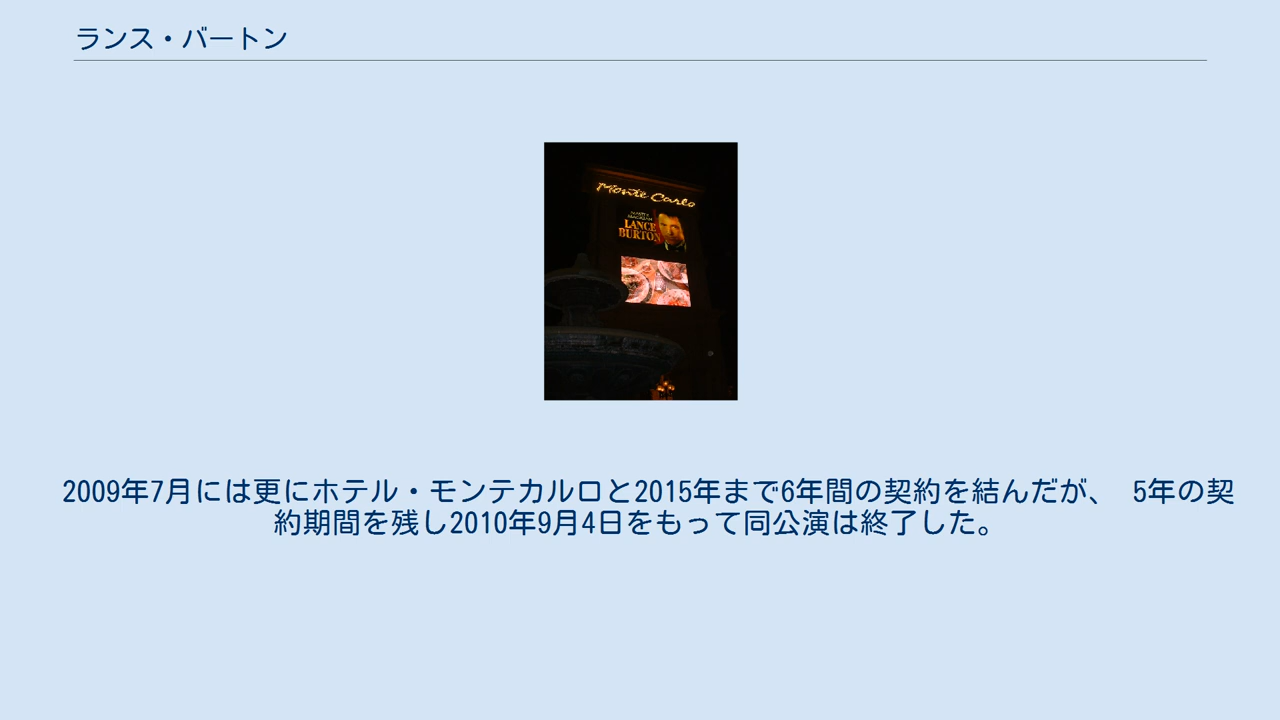 ランス・バートン
Monte Carlo
MASTER
MAGICIAN
LANCE
BURTON
2009年7月には更にホテル・モンテカルロと2015年まで6年間の契約を結んだが、 5年の契
約期間を残し2010年9月4日をもって同公演は終了した。